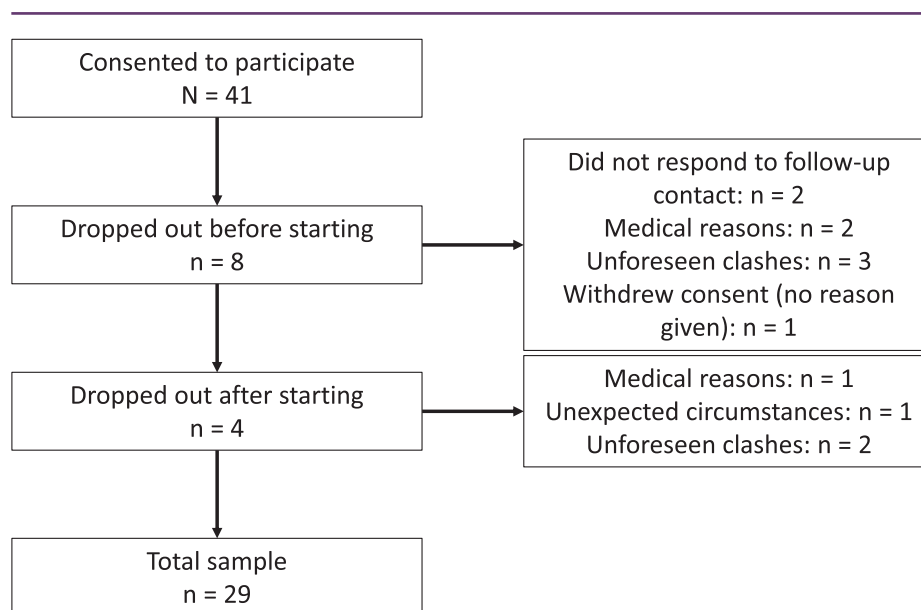 Consented to participate
N = 41
Did not respond to follow-up
contact: n = 2
Medical reasons: n = 2
Unforeseen clashes: n = 3
Withdrew consent (no reason
given): n = 1
Dropped out before starting
n = 8
Medical reasons: n = 1
Unexpected circumstances: n = 1
Unforeseen clashes: n = 2
Dropped out after starting
n = 4
Total sample
n = 29